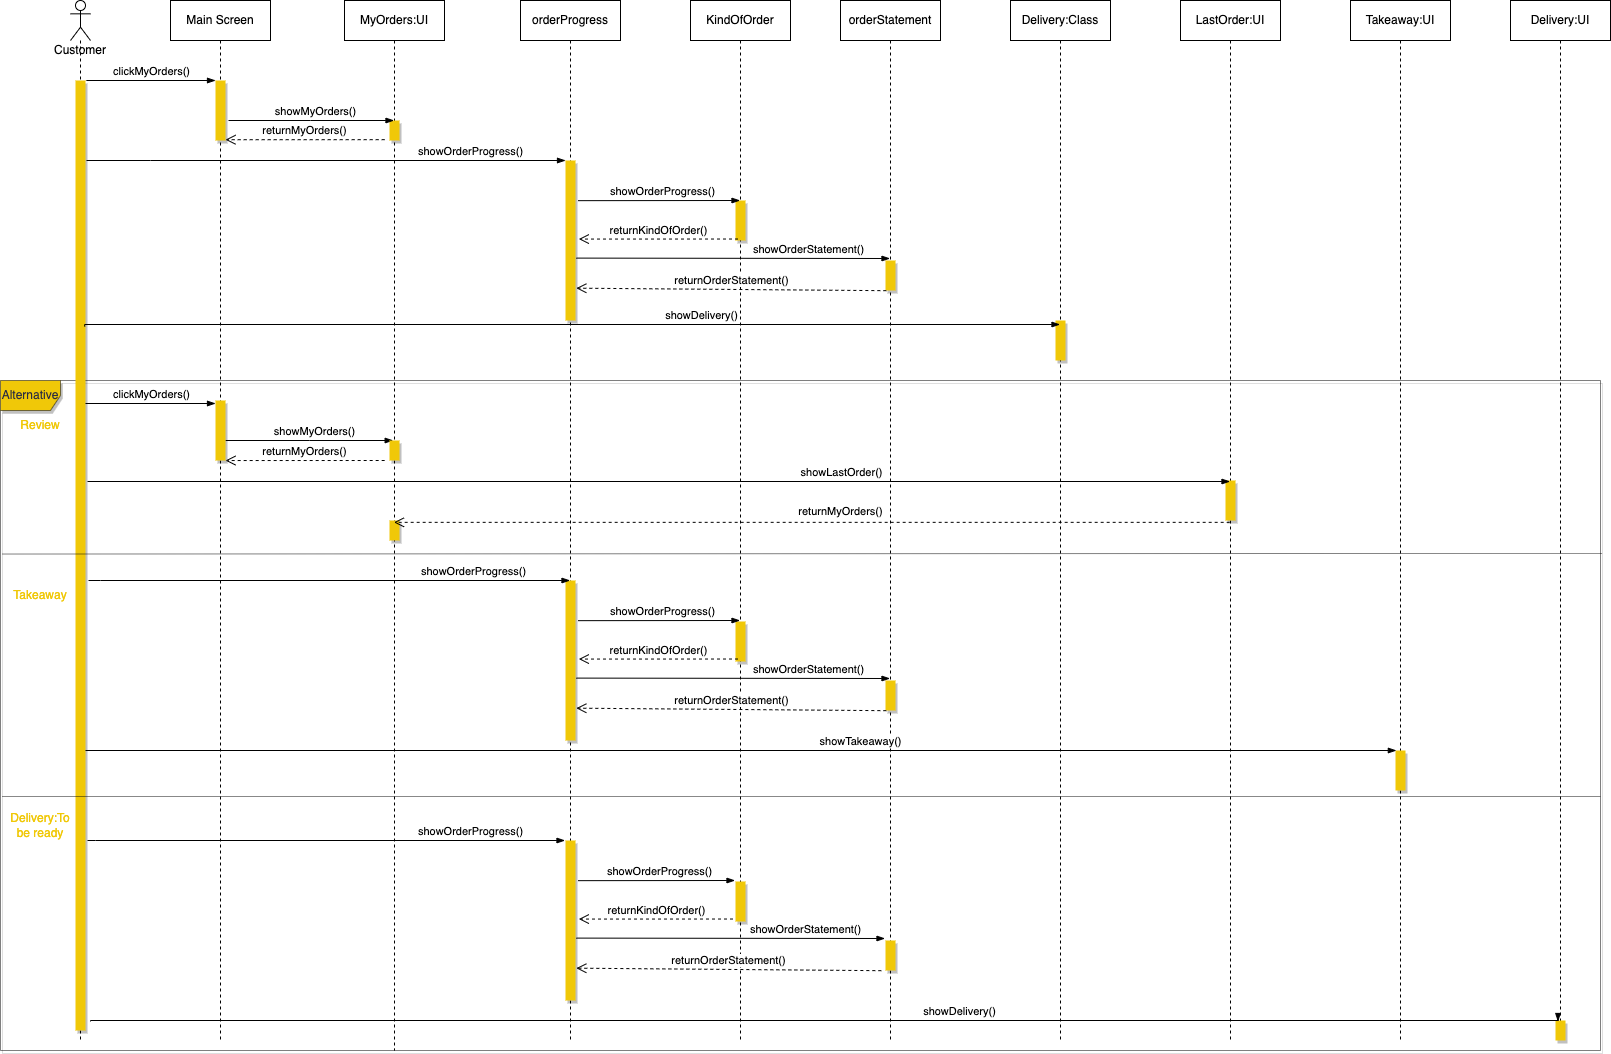 Customer
Main Screen
MyOrders:UI
orderProgress
KindOfOrder
orderStatement
Delivery:Class
LastOrder:UI
Takeaway:UI
Delivery:UI
clickMyOrders()
showMyOrders()
returnMyOrders()
showOrderProgress()
showOrderProgress()
returnKindOfOrder()
showOrderStatement()
returnOrderStatement()
showDelivery()
Alternative
clickMyOrders()
Review
showMyOrders()
returnMyOrders()
showLastOrder()
returnMyOrders()
showOrderProgress()
Takeaway
showOrderProgress()
returnKindOfOrder()
showOrderStatement()
returnOrderStatement()
showTakeaway()
Delivery:To
be ready
showOrderProgress()
showOrderProgress()
returnKindOfOrder()
showOrderStatement()
returnOrderStatement()
showDelivery()